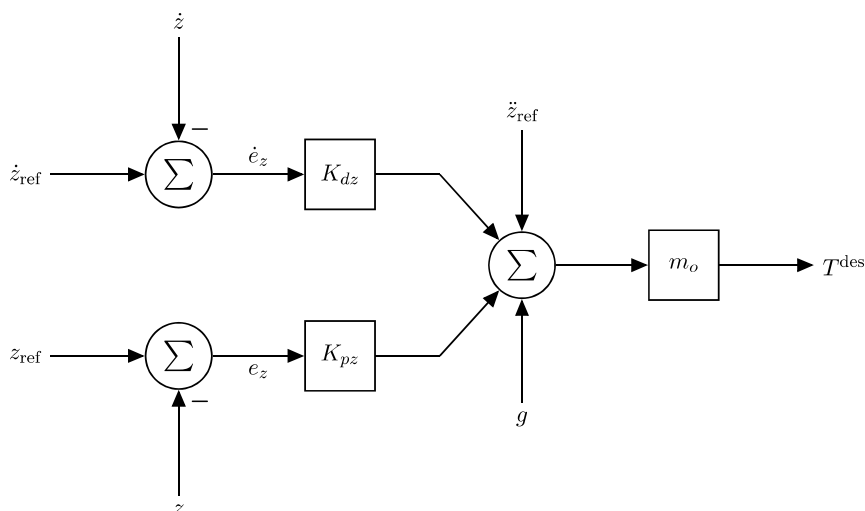 ż
−
ż_ref
∑
ė_z
K_dz
z̈_ref
∑
m_o
T^des
z_ref
∑
e_z
K_pz
−
g
z